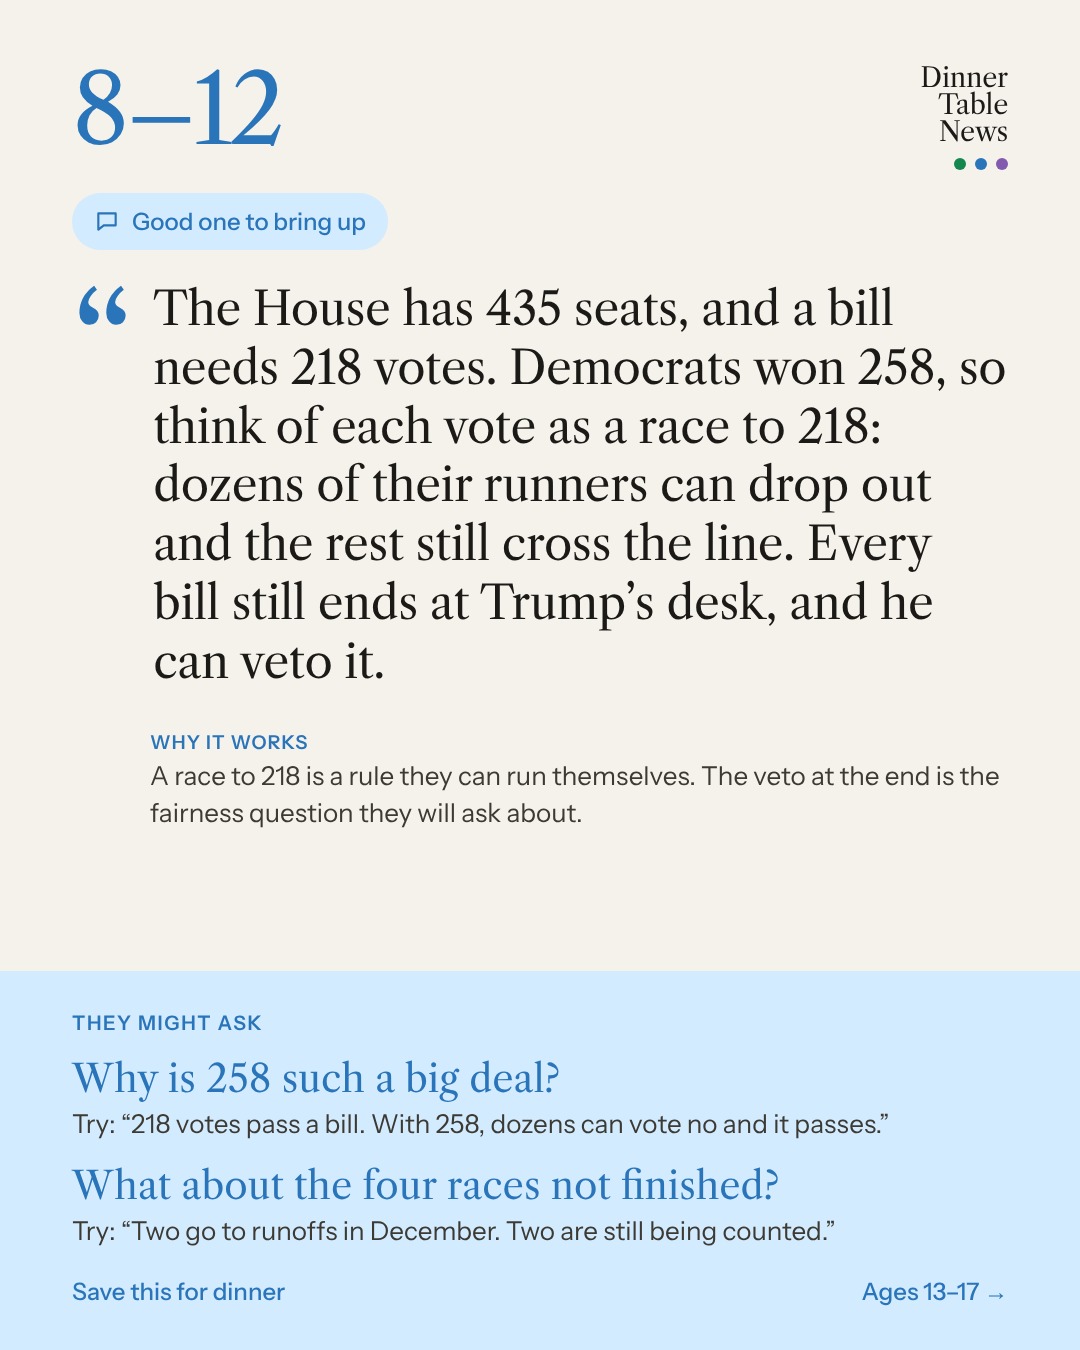 8–12
Dinner
Table
News
Good one to bring up
“The House has 435 seats, and a bill
needs 218 votes. Democrats won 258, so
think of each vote as a race to 218:
dozens of their runners can drop out
and the rest still cross the line. Every
bill still ends at Trump’s desk, and he
can veto it.
WHY IT WORKS
A race to 218 is a rule they can run themselves. The veto at the end is the
fairness question they will ask about.
THEY MIGHT ASK
Why is 258 such a big deal?
Try: “218 votes pass a bill. With 258, dozens can vote no and it passes.”
What about the four races not finished?
Try: “Two go to runoffs in December. Two are still being counted.”
Save this for dinner
Ages 13–17 →